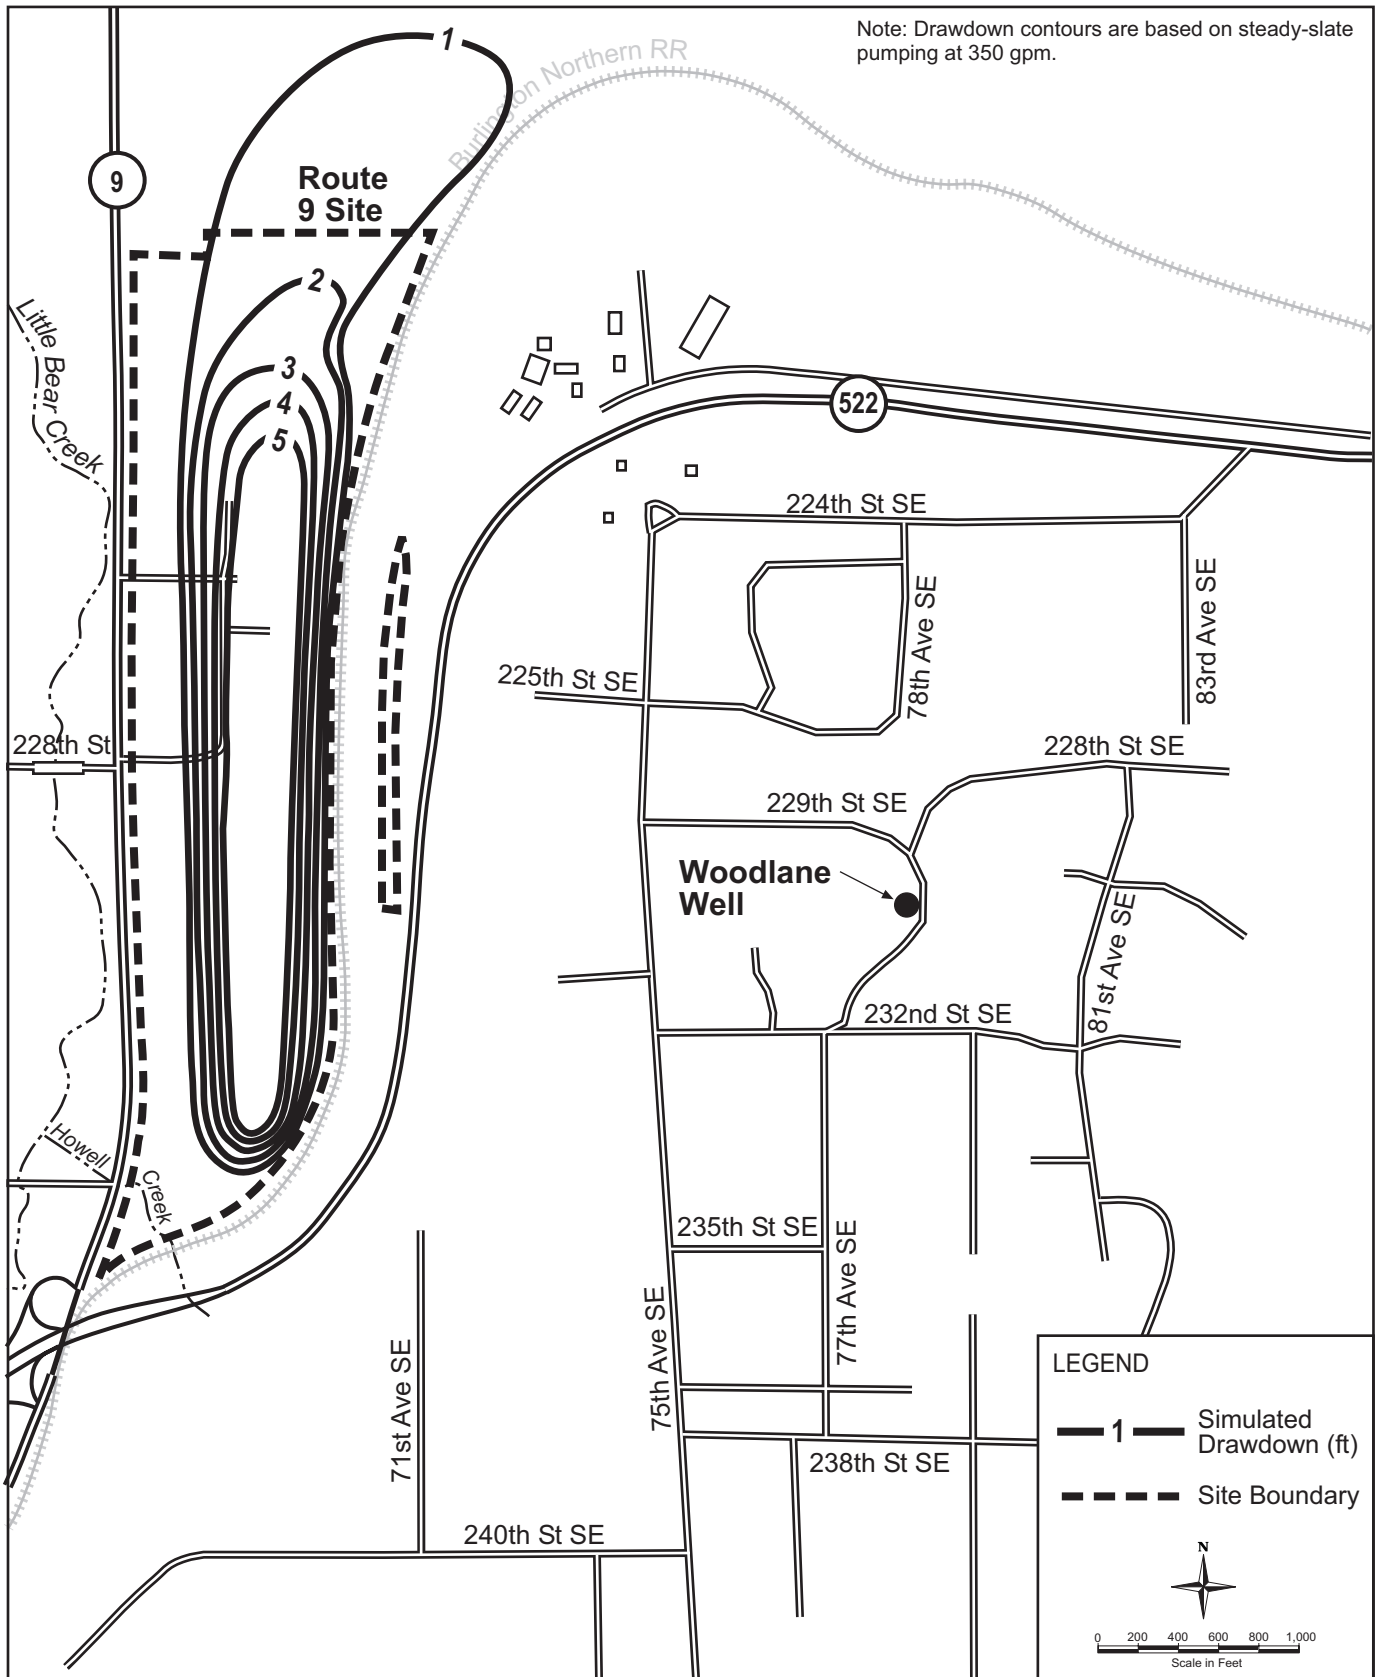 Note: Drawdown contours are based on steady-slate
pumping at 350 gpm.
1
Burlington Northern RR
9
Route
9 Site
2
Little Bear Creek
3
4
5
522
224th St SE
78th Ave SE
83rd Ave SE
225th St SE
228th St
228th St SE
229th St SE
Woodlane
Well
81st Ave SE
232nd St SE
Howell
Creek
235th St SE
77th Ave SE
75th Ave SE
71st Ave SE
238th St SE
240th St SE
LEGEND
1
Simulated
Drawdown (ft)
Site Boundary
N
0 200 400 600 800 1,000
Scale in Feet